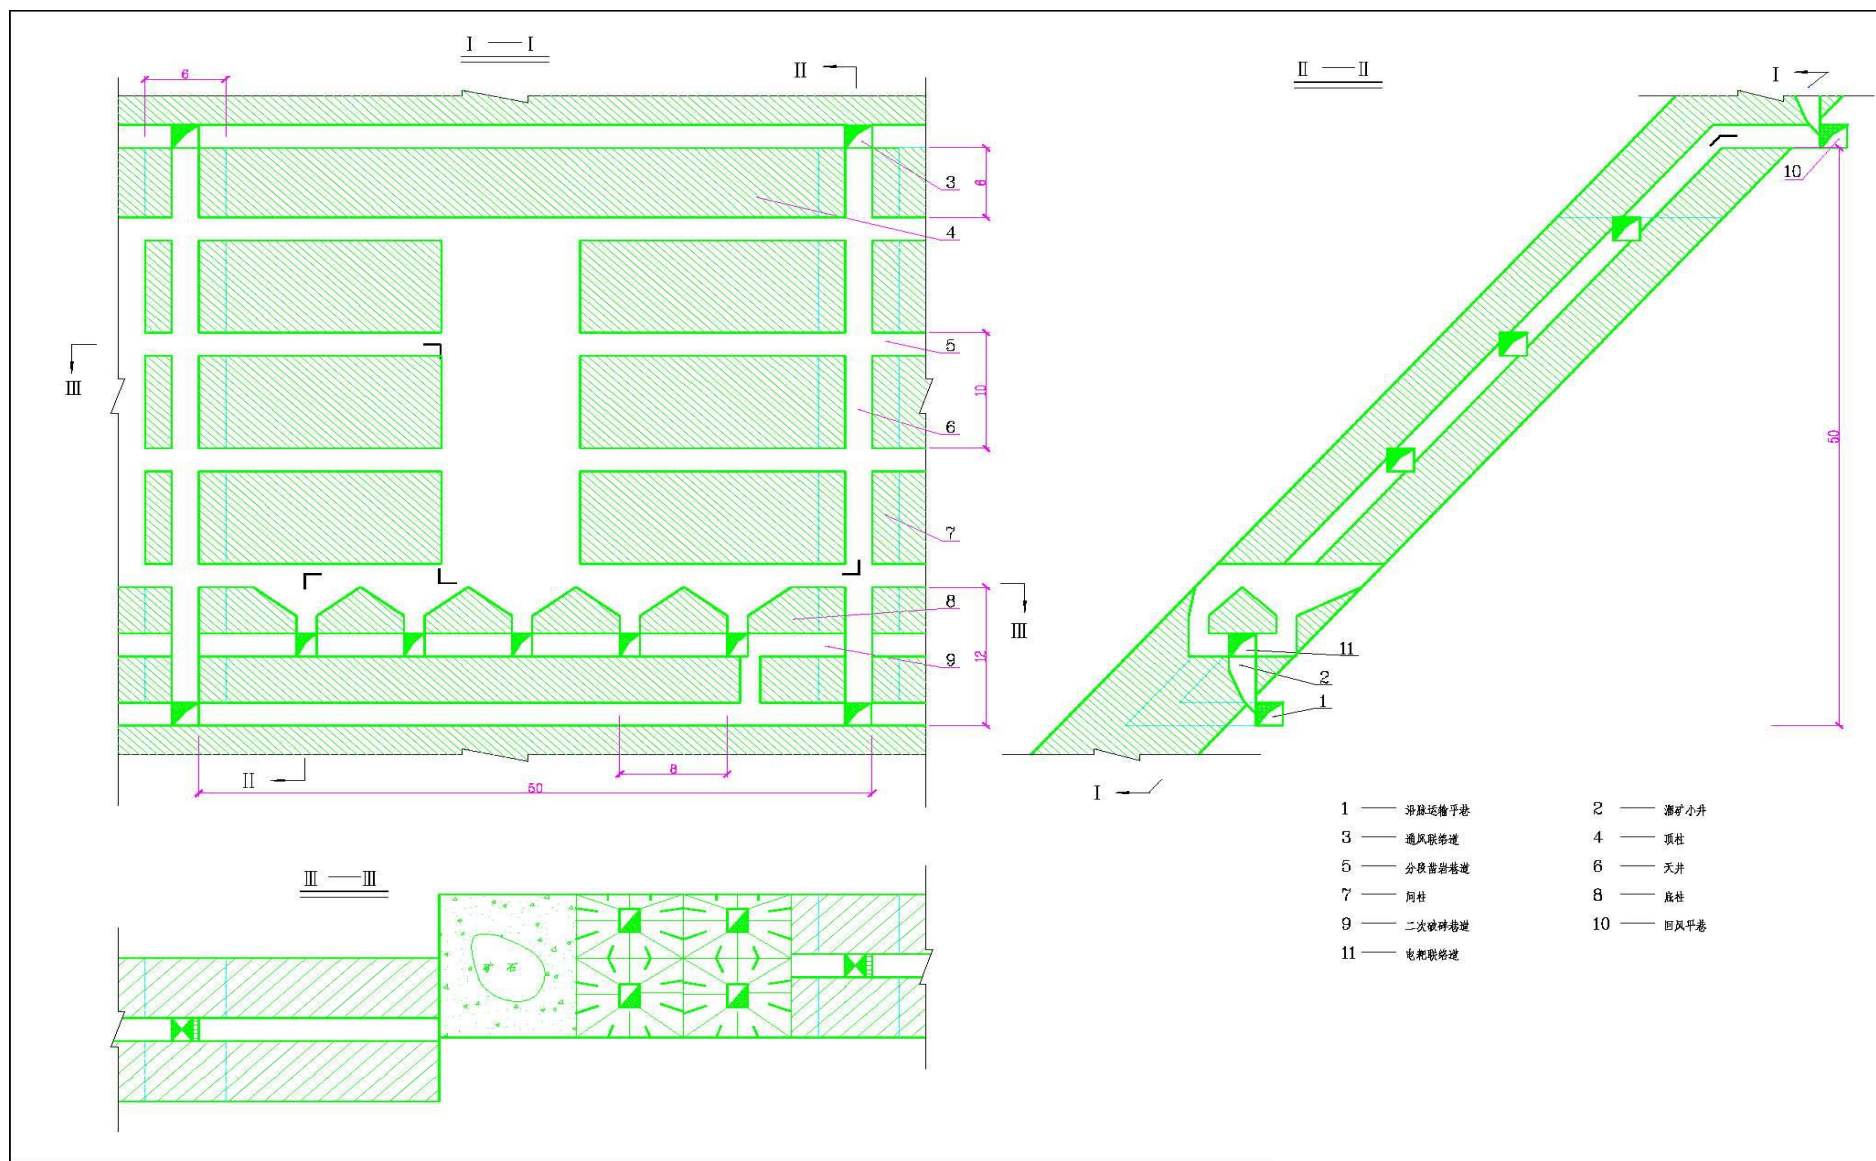 I — I
II
6
3
6
4
5
III
10
6
7
8
III
9
12
II
8
50
II — II
I
10
50
11
2
1
I
III — III
矿石
1 — 沿脉运输平巷
2 — 溜矿小井
3 — 通风联络道
4 — 顶柱
5 — 分段凿岩巷道
6 — 天井
7 — 间柱
8 — 底柱
9 — 二次破碎巷道
10 — 回风平巷
11 — 电耙联络道